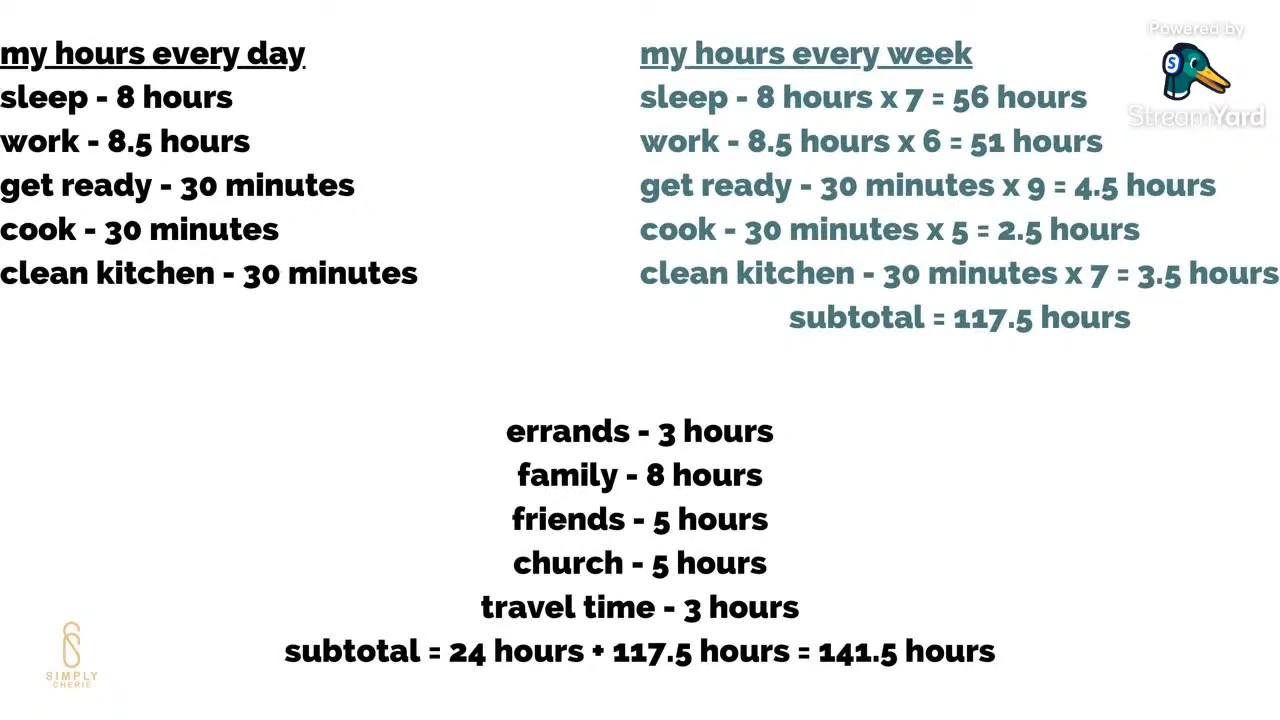 my hours every day
sleep - 8 hours
work - 8.5 hours
get ready - 30 minutes
cook - 30 minutes
clean kitchen - 30 minutes
my hours every week
sleep - 8 hours x 7 = 56 hours
work - 8.5 hours x 6 = 51 hours
get ready - 30 minutes x 9 = 4.5 hours
cook - 30 minutes x 5 = 2.5 hours
clean kitchen - 30 minutes x 7 = 3.5 hours
subtotal = 117.5 hours
Powered by
S
StreamYard
errands - 3 hours
family - 8 hours
friends - 5 hours
church - 5 hours
travel time - 3 hours
subtotal = 24 hours + 117.5 hours = 141.5 hours
SIMPLY
CHERIE